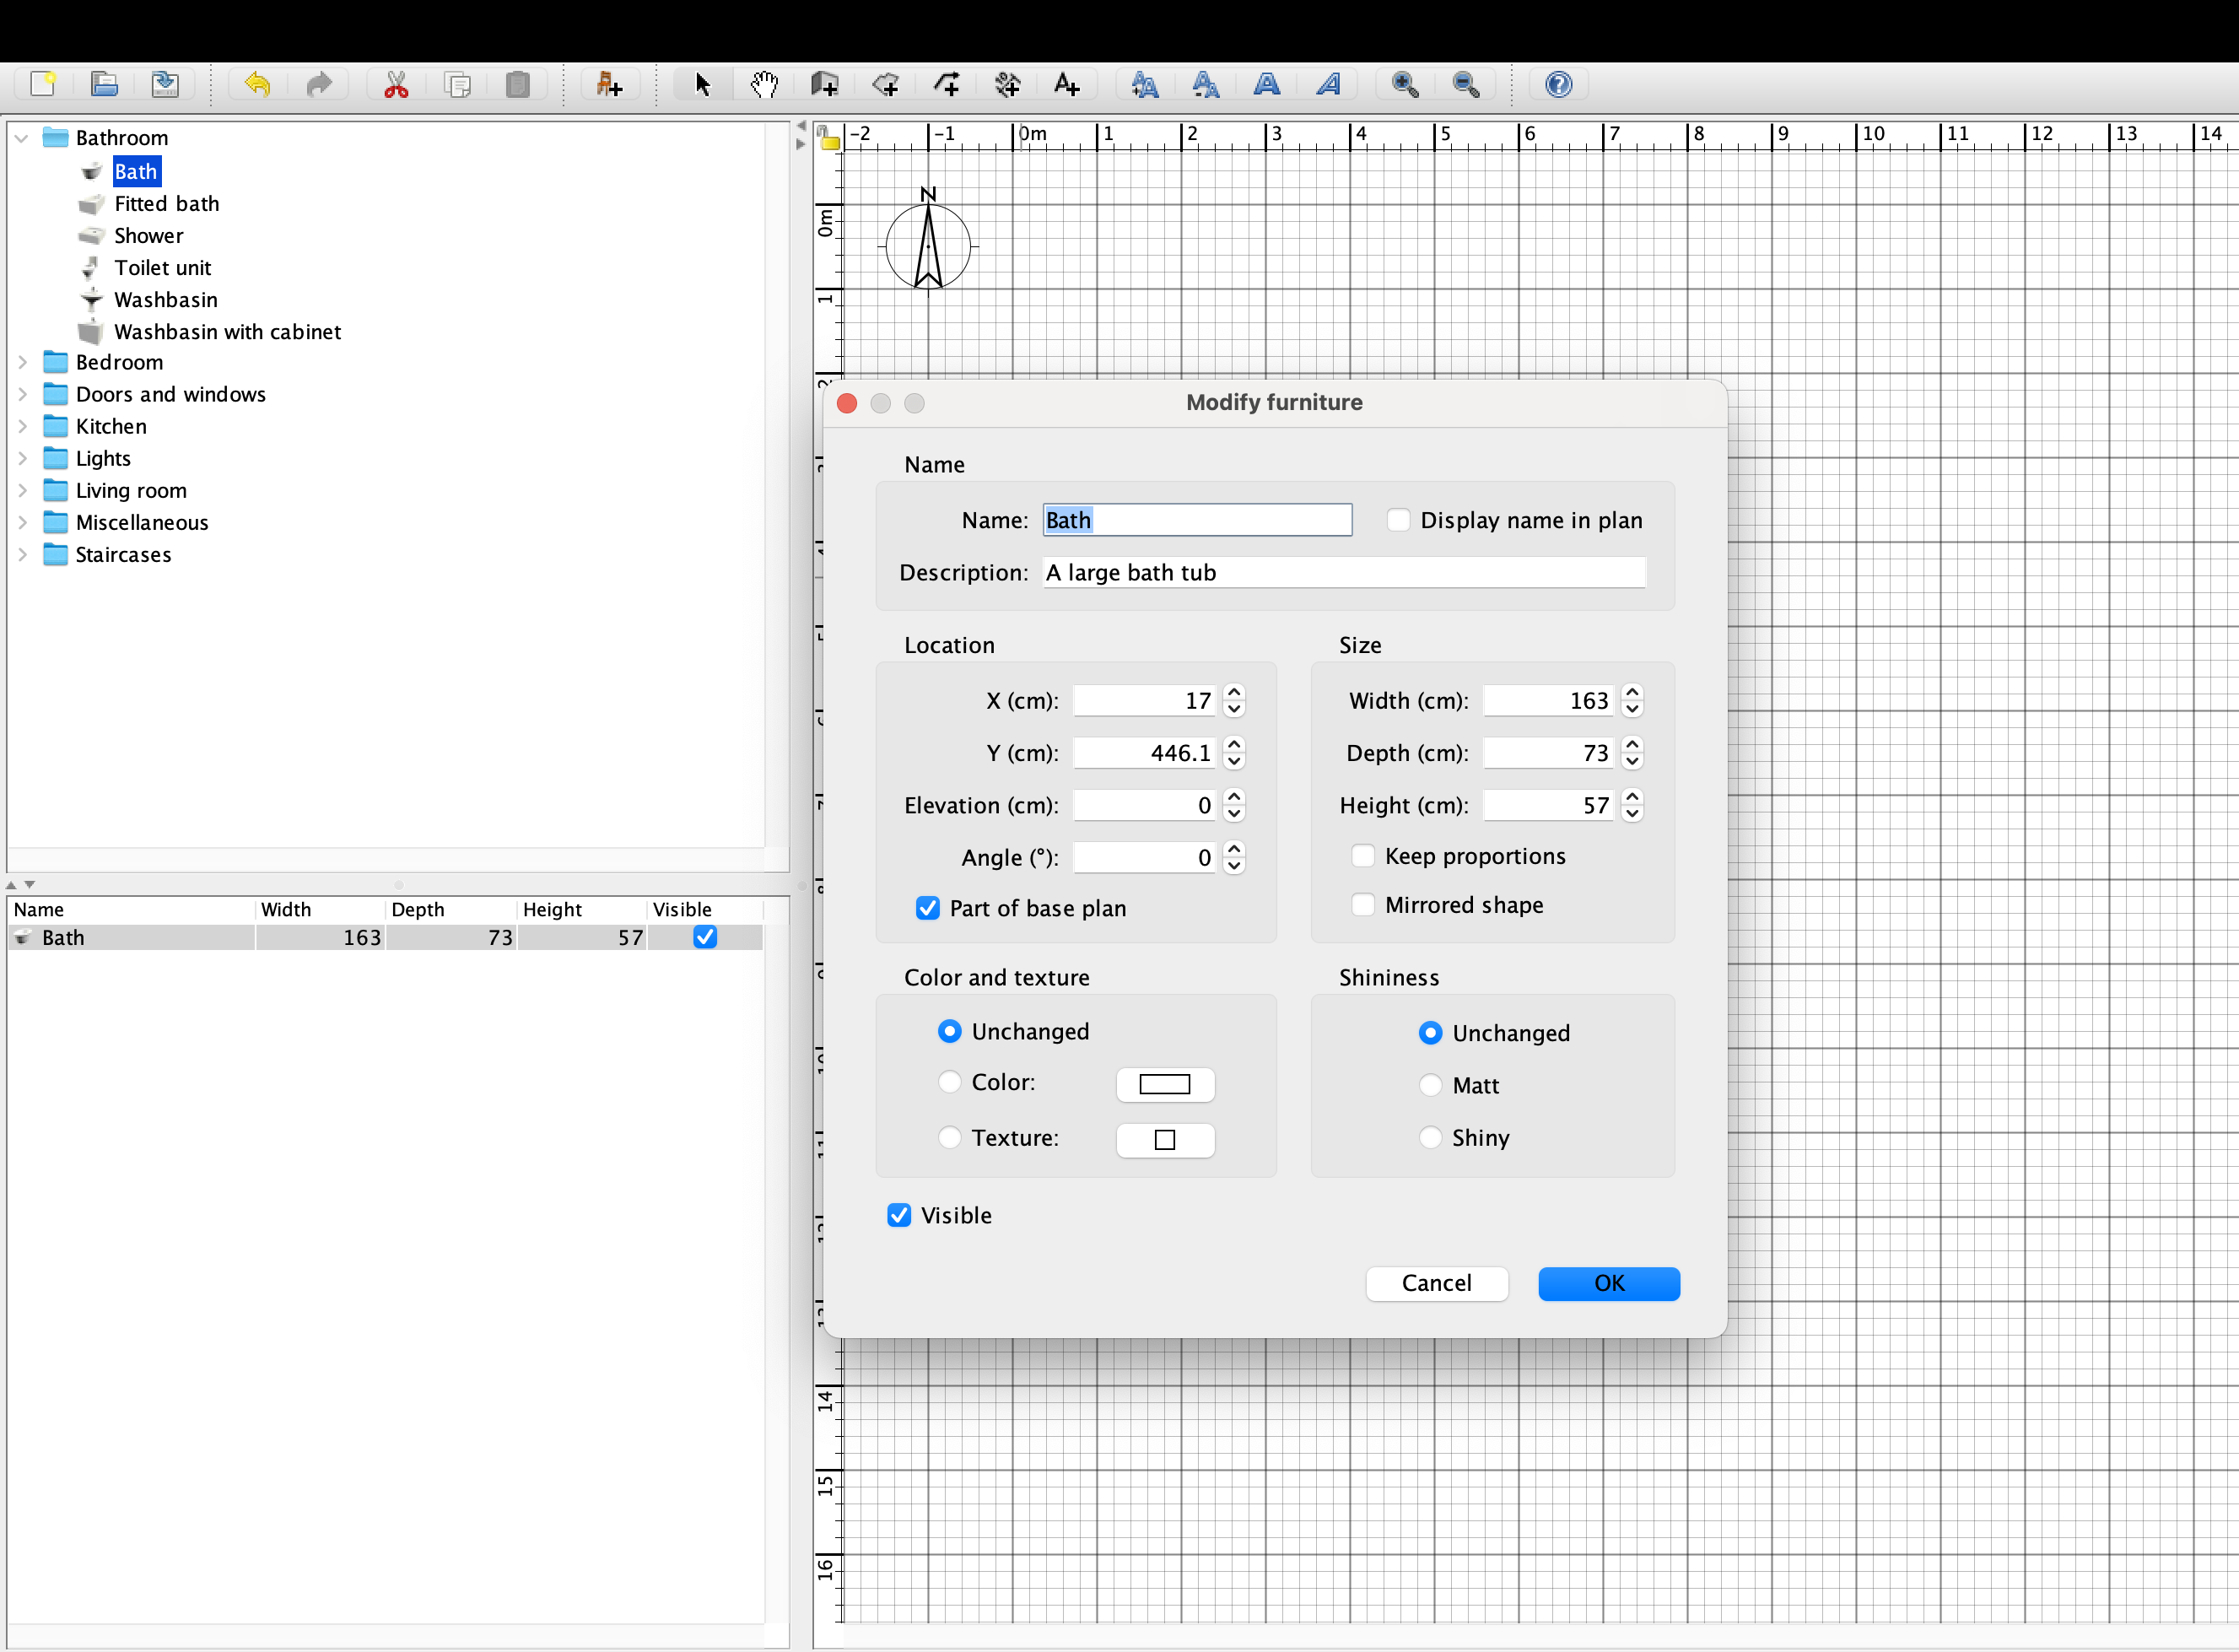 Bathroom
Bath
Fitted bath
Shower
Toilet unit
Washbasin
Washbasin with cabinet
Bedroom
Doors and windows
Kitchen
Lights
Living room
Miscellaneous
Staircases
Name Width Depth Height Visible
Bath 163 73 57
-2 -1 0m 1 2 3 4 5 6 7 8 9 10 11 12 13 14
N
0m
1
Modify furniture
Name
Name: Bath Display name in plan
Description: A large bath tub
Location
X (cm): 17
Y (cm): 446.1
Elevation (cm): 0
Angle (°): 0
Part of base plan
Size
Width (cm): 163
Depth (cm): 73
Height (cm): 57
Keep proportions
Mirrored shape
Color and texture
Unchanged
Color:
Texture:
Shininess
Unchanged
Matt
Shiny
Visible
Cancel OK
14
15
16